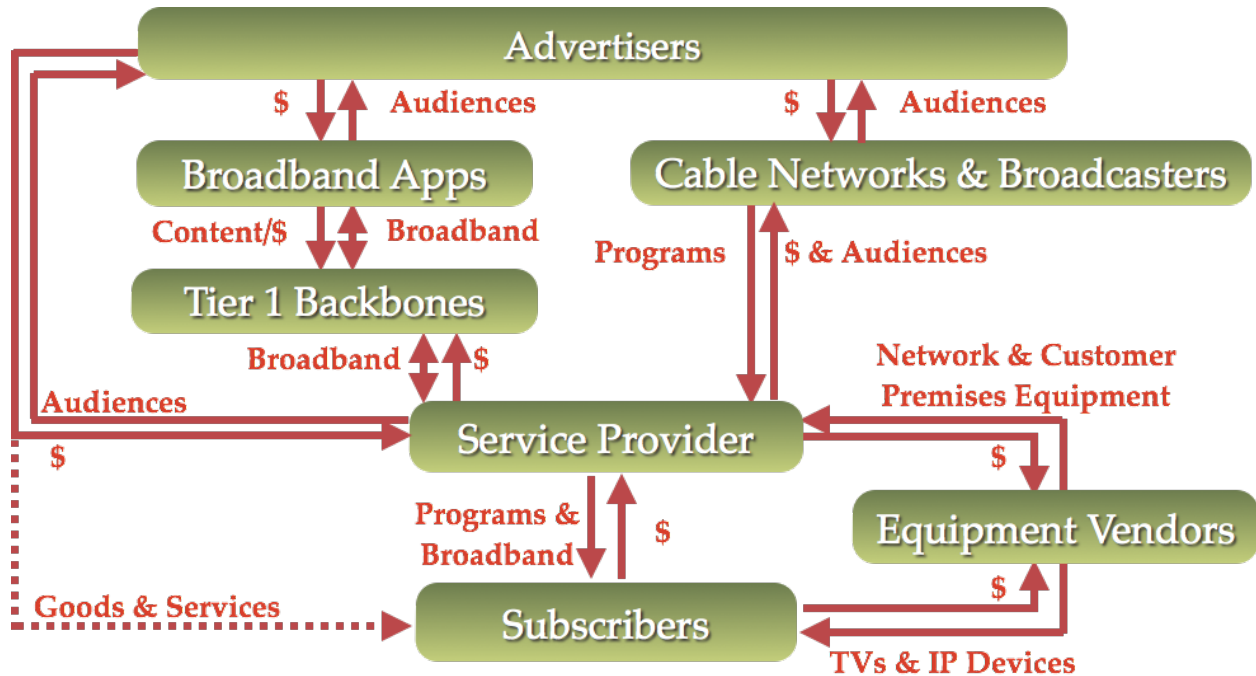 Advertisers
$
Audiences
$
Audiences
Broadband Apps
Cable Networks & Broadcasters
Content/$
Broadband
Programs
$ & Audiences
Tier 1 Backbones
Broadband
$
Network & Customer
Premises Equipment
Audiences
Service Provider
$
$
Programs &
Broadband
$
Equipment Vendors
$
Goods & Services
Subscribers
TVs & IP Devices